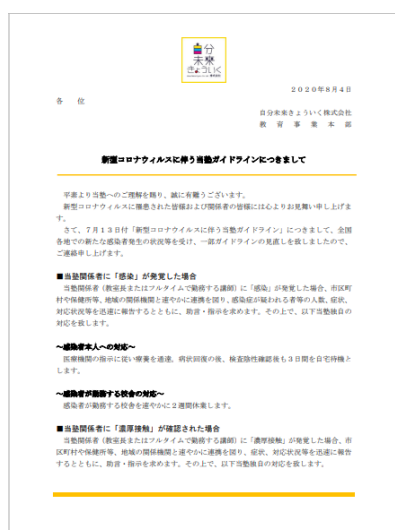 自分
未来
きょういく
2020年8月4日
各 位
自分未来きょういく株式会社
教 育 事 業 本 部
新型コロナウィルスに伴う当塾ガイドラインにつきまして
平素より当塾へのご理解を賜り、誠に有難うございます。
新型コロナウィルスに罹患された皆様および関係者の皆様には心よりお見舞い申し上げま
す。
さて、7月13日付「新型コロナウイルスに伴う当塾ガイドライン」につきまして、全国
各地での新たな感染者発生の状況等を受け、一部ガイドラインの見直しを致しましたので、
ご連絡申し上げます。
■当塾関係者に「感染」が発覚した場合
当塾関係者（教室長またはフルタイムで勤務する講師）に「感染」が発覚した場合、市区町
村や保健所等、地域の関係機関と速やかに連携を図り、感染症が疑われる者等の人数、症状、
対応状況等を迅速に報告するとともに、助言・指示を求めます。その上で、以下当塾独自の
対応を致します。
～感染者本人への対応～
医療機関の指示に従い療養を通達。病状回復の後、検査陰性確認後も3日間を自宅待機と
します。
～感染者が勤務する校舎の対応～
感染者が勤務する校舎を速やかに2週間休業します。
■当塾関係者に「濃厚接触」が確認された場合
当塾関係者（教室長またはフルタイムで勤務する講師）に「濃厚接触」が発覚した場合、市
区町村や保健所等、地域の関係機関と速やかに連携を図り、症状、対応状況等を迅速に報告
するとともに、助言・指示を求めます。その上で、以下当塾独自の対応を致します。